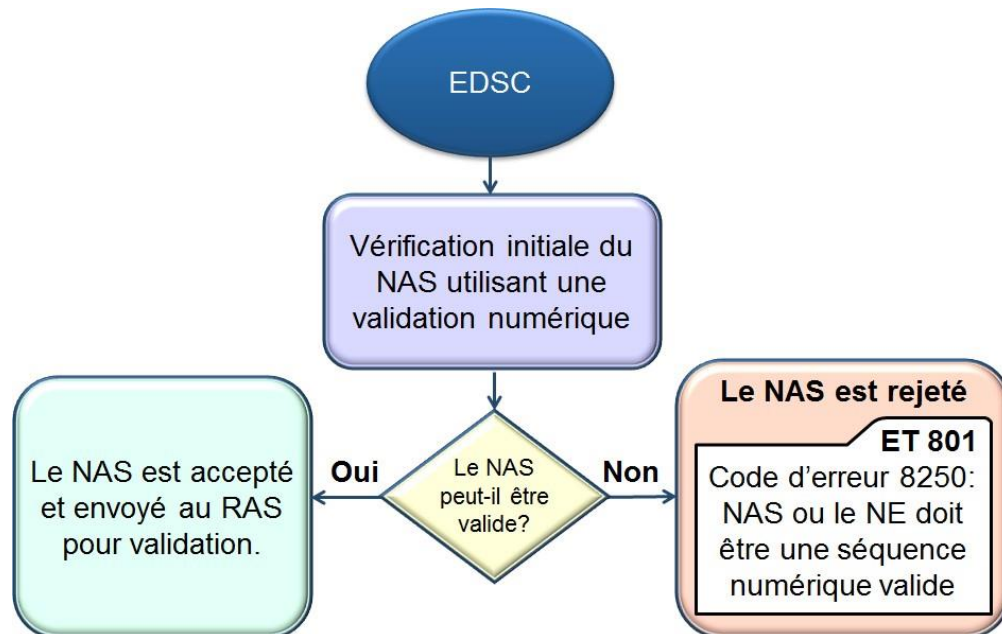 EDSC
Vérification initiale du
NAS utilisant une
validation numérique
Le NAS est accepté
et envoyé au RAS
pour validation.
Oui
Le NAS
peut-il être
valide?
Non
Le NAS est rejeté
ET 801
Code d'erreur 8250:
NAS ou le NE doit
être une séquence
numérique valide